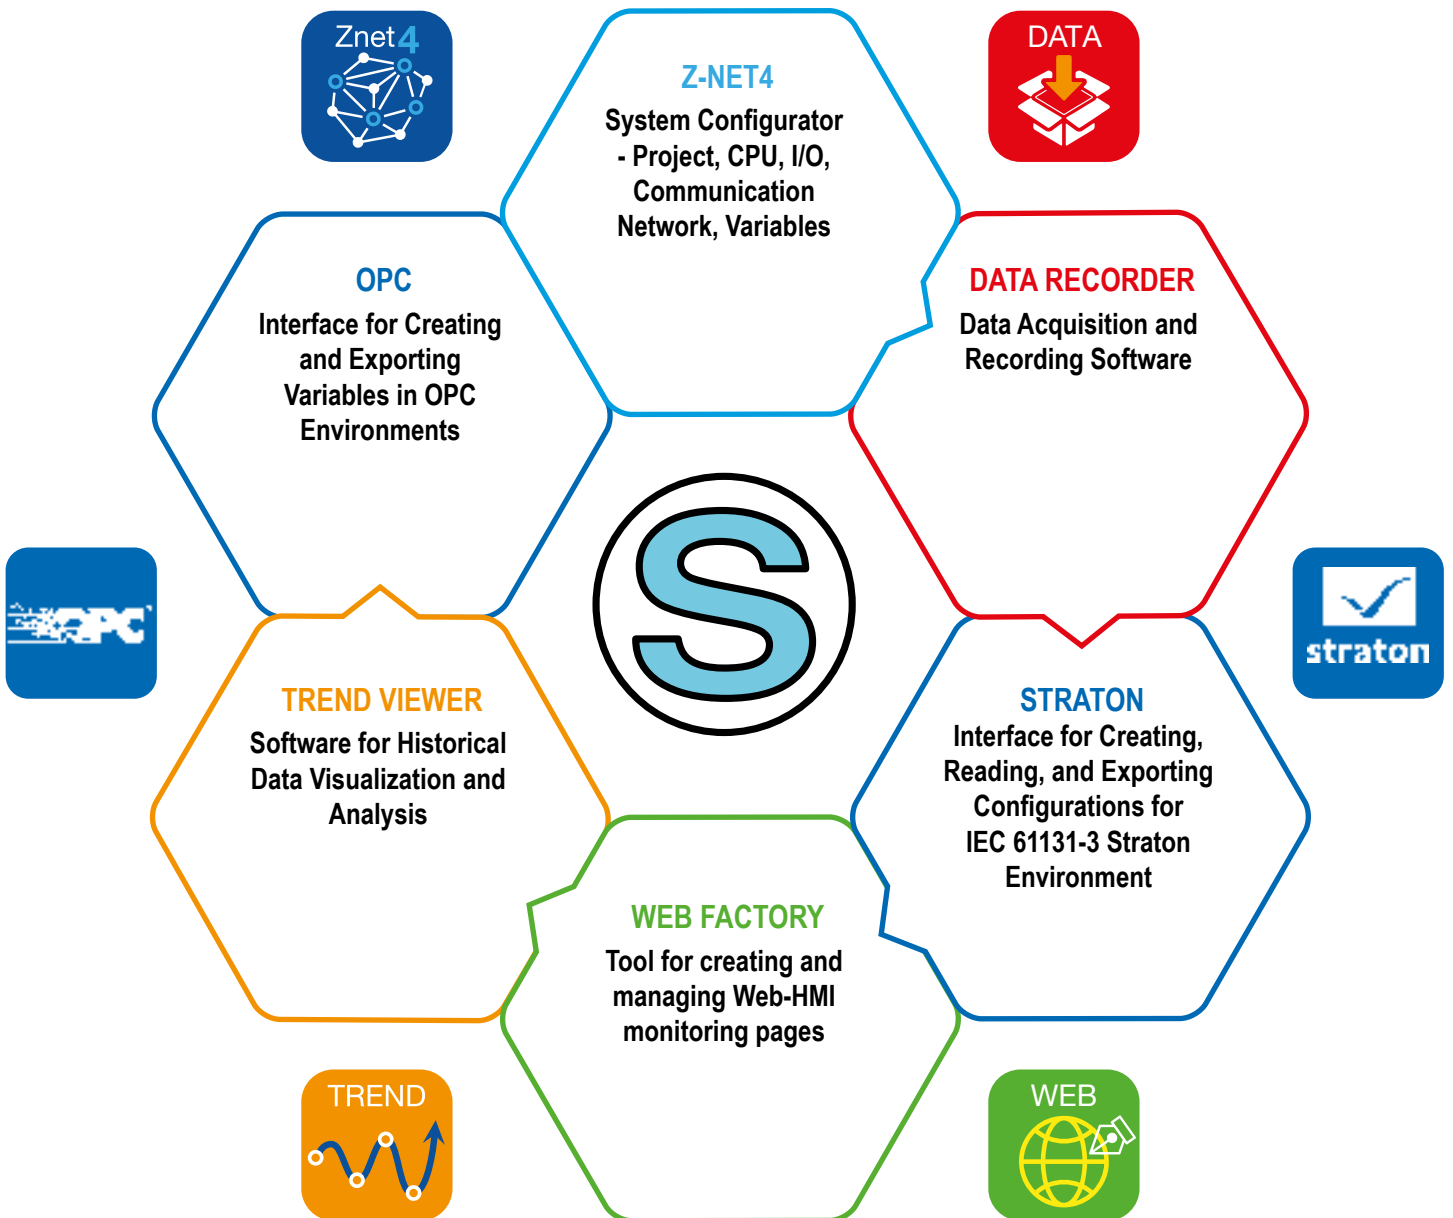 Znet4
DATA
Z-NET4
System Configurator
- Project, CPU, I/O,
Communication
Network, Variables
OPC
Interface for Creating
and Exporting
Variables in OPC
Environments
DATA RECORDER
Data Acquisition and
Recording Software
S
OPC
straton
TREND VIEWER
Software for Historical
Data Visualization and
Analysis
STRATON
Interface for Creating,
Reading, and Exporting
Configurations for
IEC 61131-3 Straton
Environment
WEB FACTORY
Tool for creating and
managing Web-HMI
monitoring pages
TREND
WEB